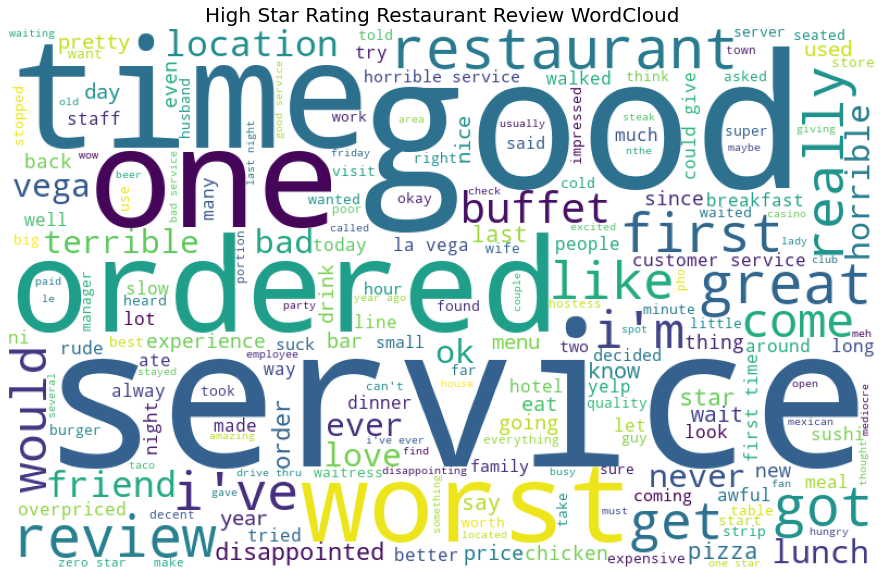 High Star Rating Restaurant Review WordCloud
waiting
pretty
want
location
told
try
restaurant
server
seated
town
used
store
time
good
even
husband
good service
horrible service
walked
think
asked
could give
really
horrible
stopped
old
day
staff
wow
work
area
usually
nice
said
impressed
steak
nthe
much
super
maybe
giving
one
back
vega
well
big
use
beer
bad service
many
last night
friday
right
visit
okay
check
buffet
cold
since
waited
breakfast
casino
wanted
poor
called
first
excited
lady
terrible
bad
portion
today
la vega
last
wife
people
customer service
club
ordered
like
great
paid
le
manager
slow
heard
lot
party
drink
hour
year ago
line
found
couple
hostess
pho
minute
come
i'm
thing
spot
little
meh
ni
best
experience
suck
bar
small
menu
ok
two
decided
know
around
long
rude
stayed
employee
ate
way
can't
far
house
hotel
yelp
first time
open
mediocre
would
several
service
alway
took
dinner
eat
quality
star
wait
mexican
burger
amazing
night
made
order
ever
i've ever
going
everything
let
guy
look
sushi
thought
taco
drive thru
love
find
waitress
disappointing
family
busy
sure
never
new
fan
friend
decent
gave
i've
worst
something
say
take
coming
awful
meal
got
overpriced
review
year
tried
worth
located
must
get
table
start
hungry
strip
zero star
make
disappointed
better
price
chicken
expensive
pizza
one star
lunch